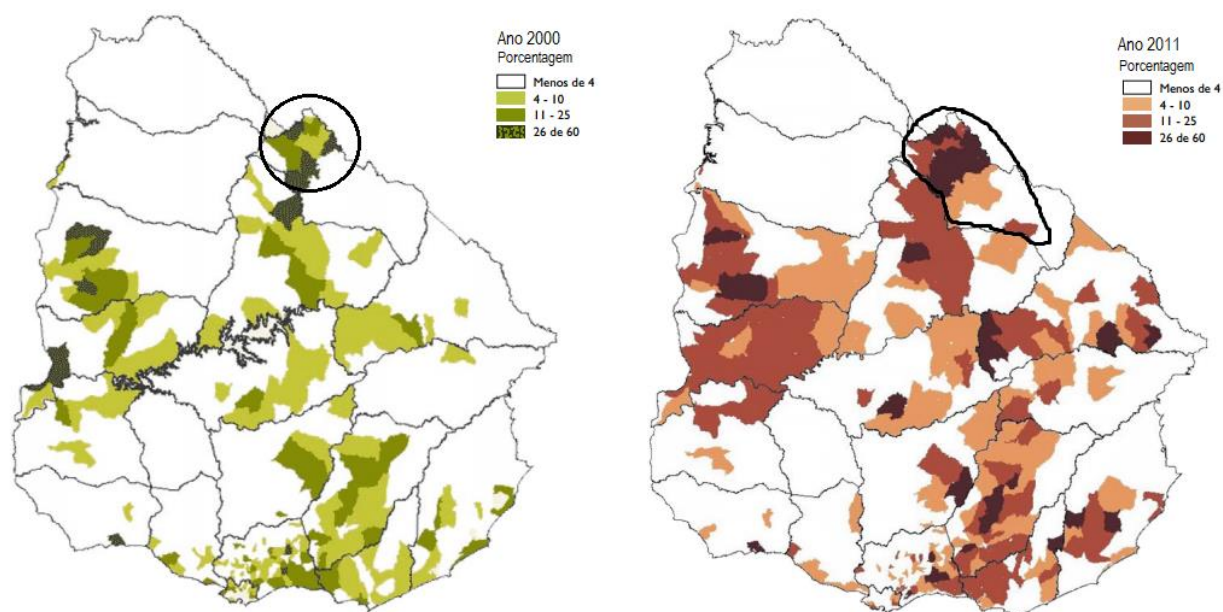 Ano 2000
Porcentagem
Menos de 4
4 - 10
11 - 25
26 de 60
Ano 2011
Porcentagem
Menos de 4
4 - 10
11 - 25
26 de 60